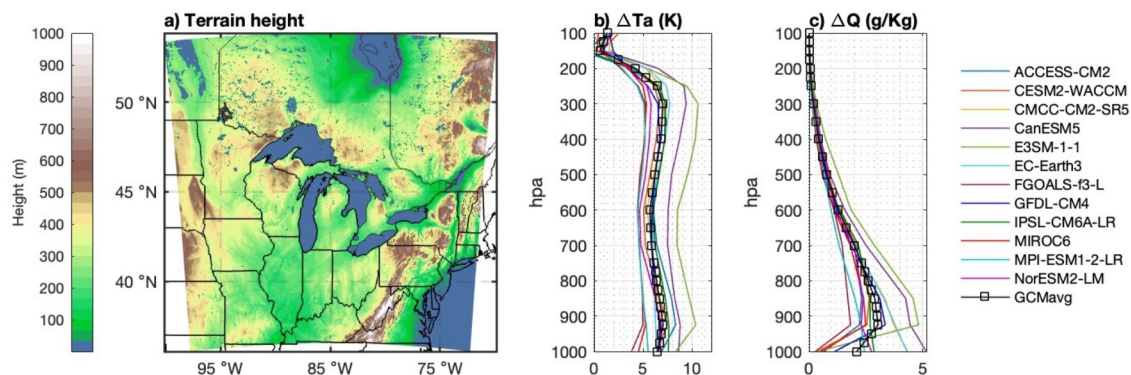 a) Terrain height
b) △Ta (K)
c) △Q (g/Kg)
1000
900
800
700
600
500
400
300
200
100
Height (m)
50 °N
45 °N
40 °N
95 °W
85 °W
75 °W
100
200
300
400
500
600
700
800
900
1000
hpa
0
5
10
100
200
300
400
500
600
700
800
900
1000
hpa
0
5
ACCESS-CM2
CESM2-WACCM
CMCC-CM2-SR5
CanESM5
E3SM-1-1
EC-Earth3
FGOALS-f3-L
GFDL-CM4
IPSL-CM6A-LR
MIROC6
MPI-ESM1-2-LR
NorESM2-LM
GCMavg